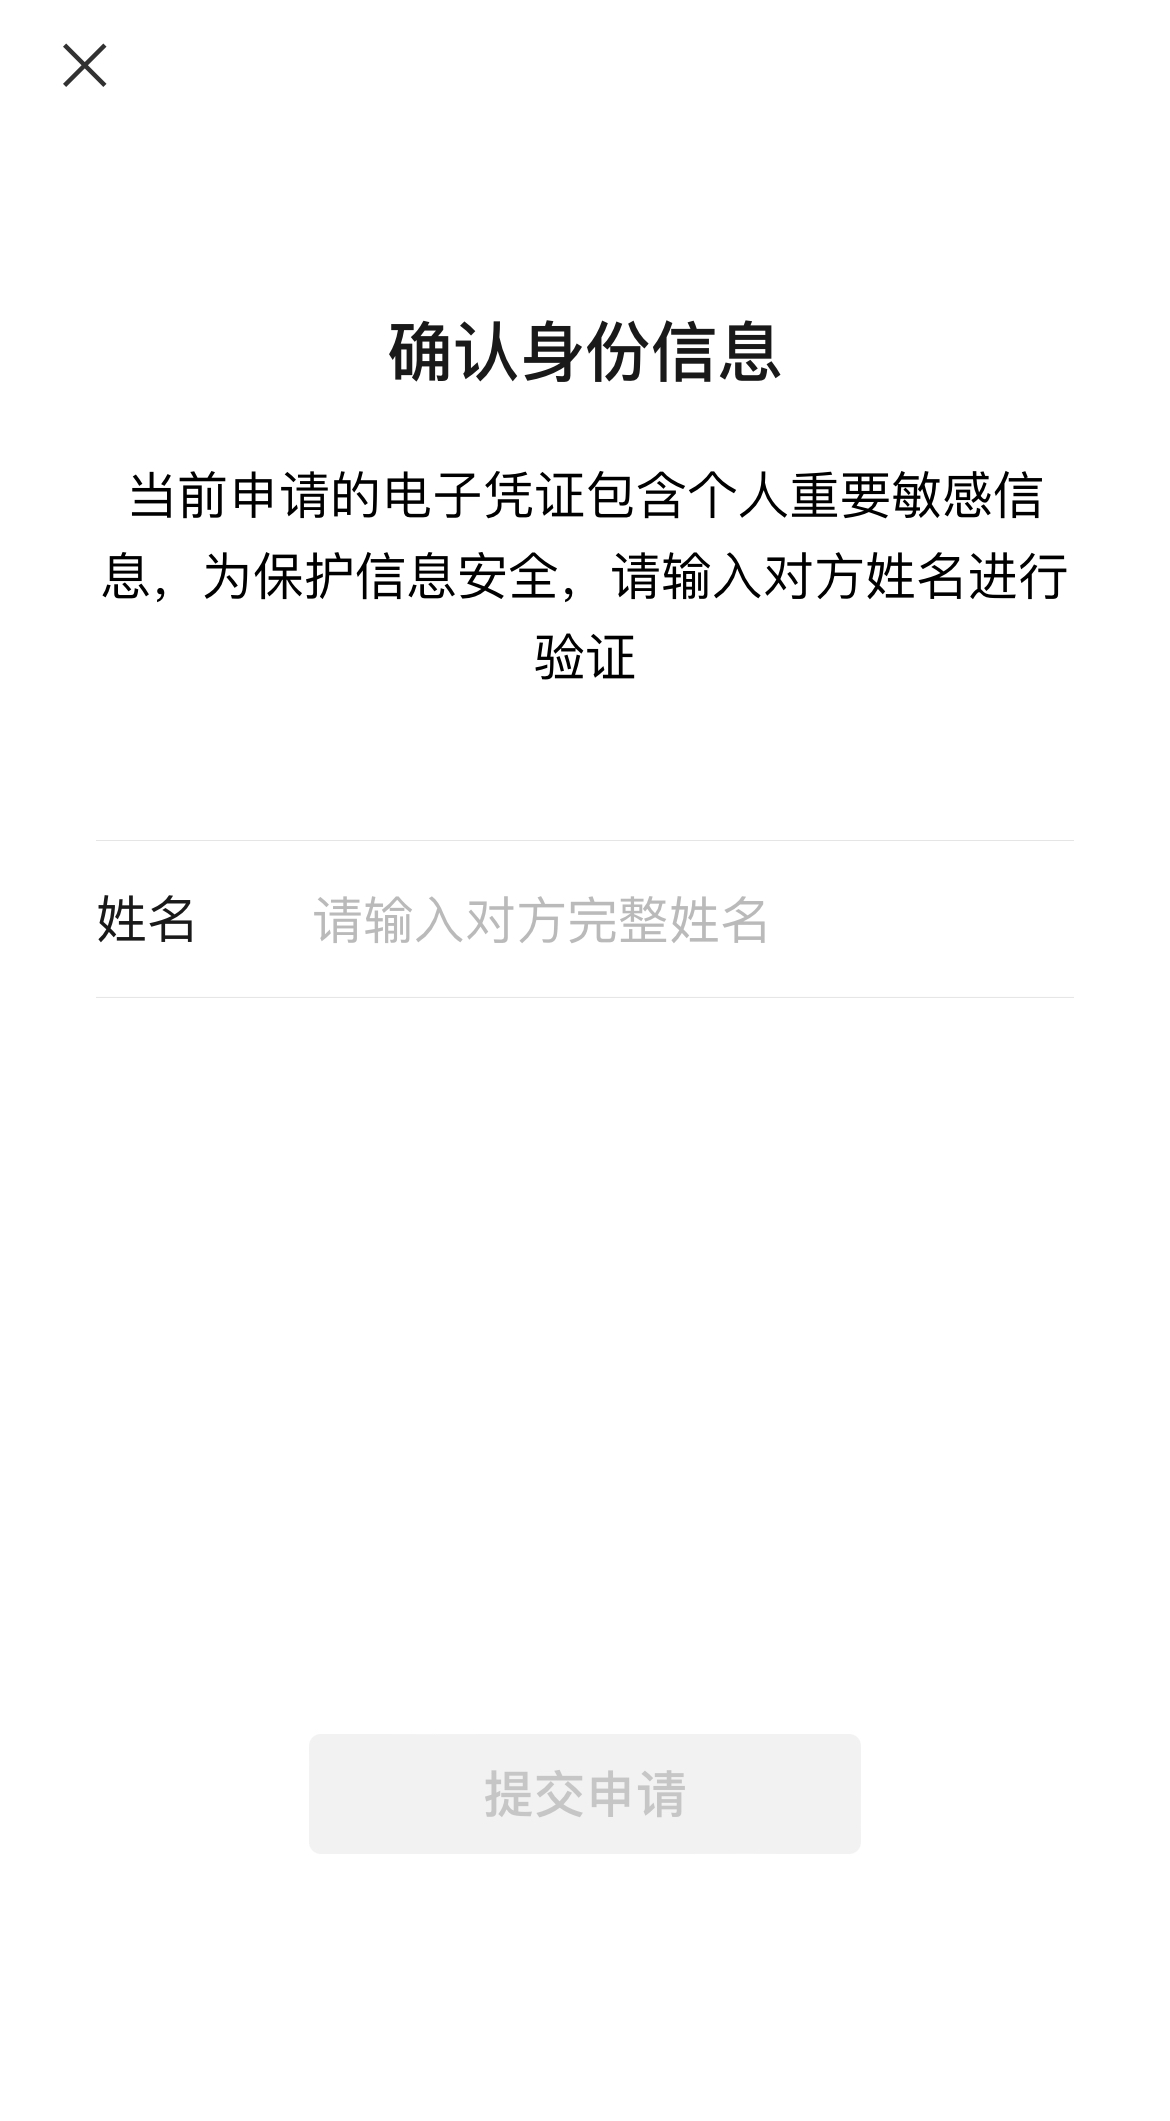 确认身份信息
当前申请的电子凭证包含个人重要敏感信
息，为保护信息安全，请输入对方姓名进行
验证
姓名 请输入对方完整姓名
提交申请